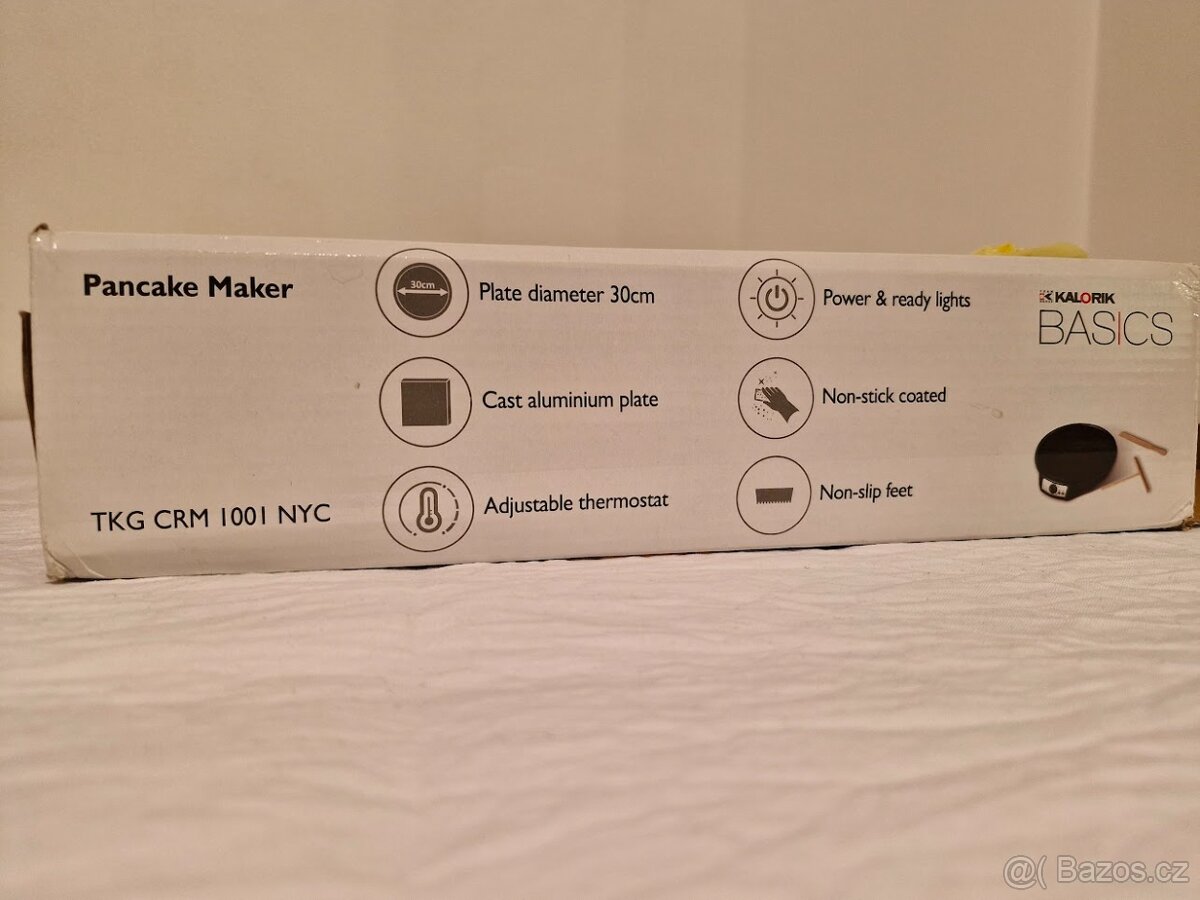 Pancake Maker
TKG CRM 1001 NYC
30cm
Plate diameter 30cm
Cast aluminium plate
Adjustable thermostat
Power & ready lights
Non-stick coated
Non-slip feet
KALORIK
BASICS
@( Bazos.cz